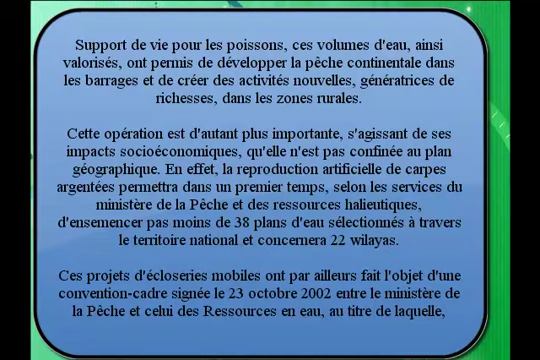 Support de vie pour les poissons, ces volumes d'eau, ainsi
valorisés, ont permis de développer la pêche continentale dans
les barrages et de créer des activités nouvelles, génératrices de
richesses, dans les zones rurales.
Cette opération est d'autant plus importante, s'agissant de ses
impacts socioéconomiques, qu'elle n'est pas confinée au plan
géographique. En effet, la reproduction artificielle de carpes
argentées permettra dans un premier temps, selon les services du
ministère de la Pêche et des ressources halieutiques,
d'ensemencer pas moins de 38 plans d'eau sélectionnés à travers
le territoire national et concernera 22 wilayas.
Ces projets d'écloseries mobiles ont par ailleurs fait l'objet d'une
convention-cadre signée le 23 octobre 2002 entre le ministère de
la Pêche et celui des Ressources en eau, au titre de laquelle,